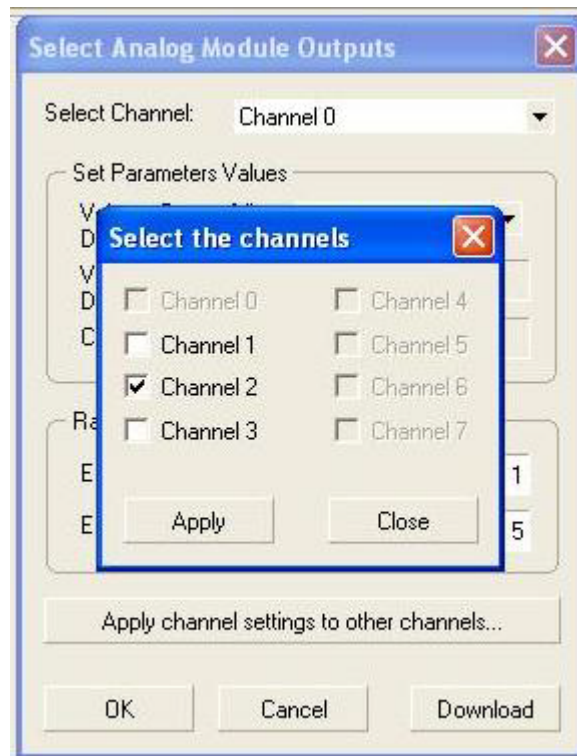 Select Analog Module Outputs
Select Channel: Channel 0
Set Parameters Values
Select the channels
Channel 0
Channel 1
Channel 2
Channel 3
Channel 4
Channel 5
Channel 6
Channel 7
1
5
Apply Close
Apply channel settings to other channels...
OK Cancel Download